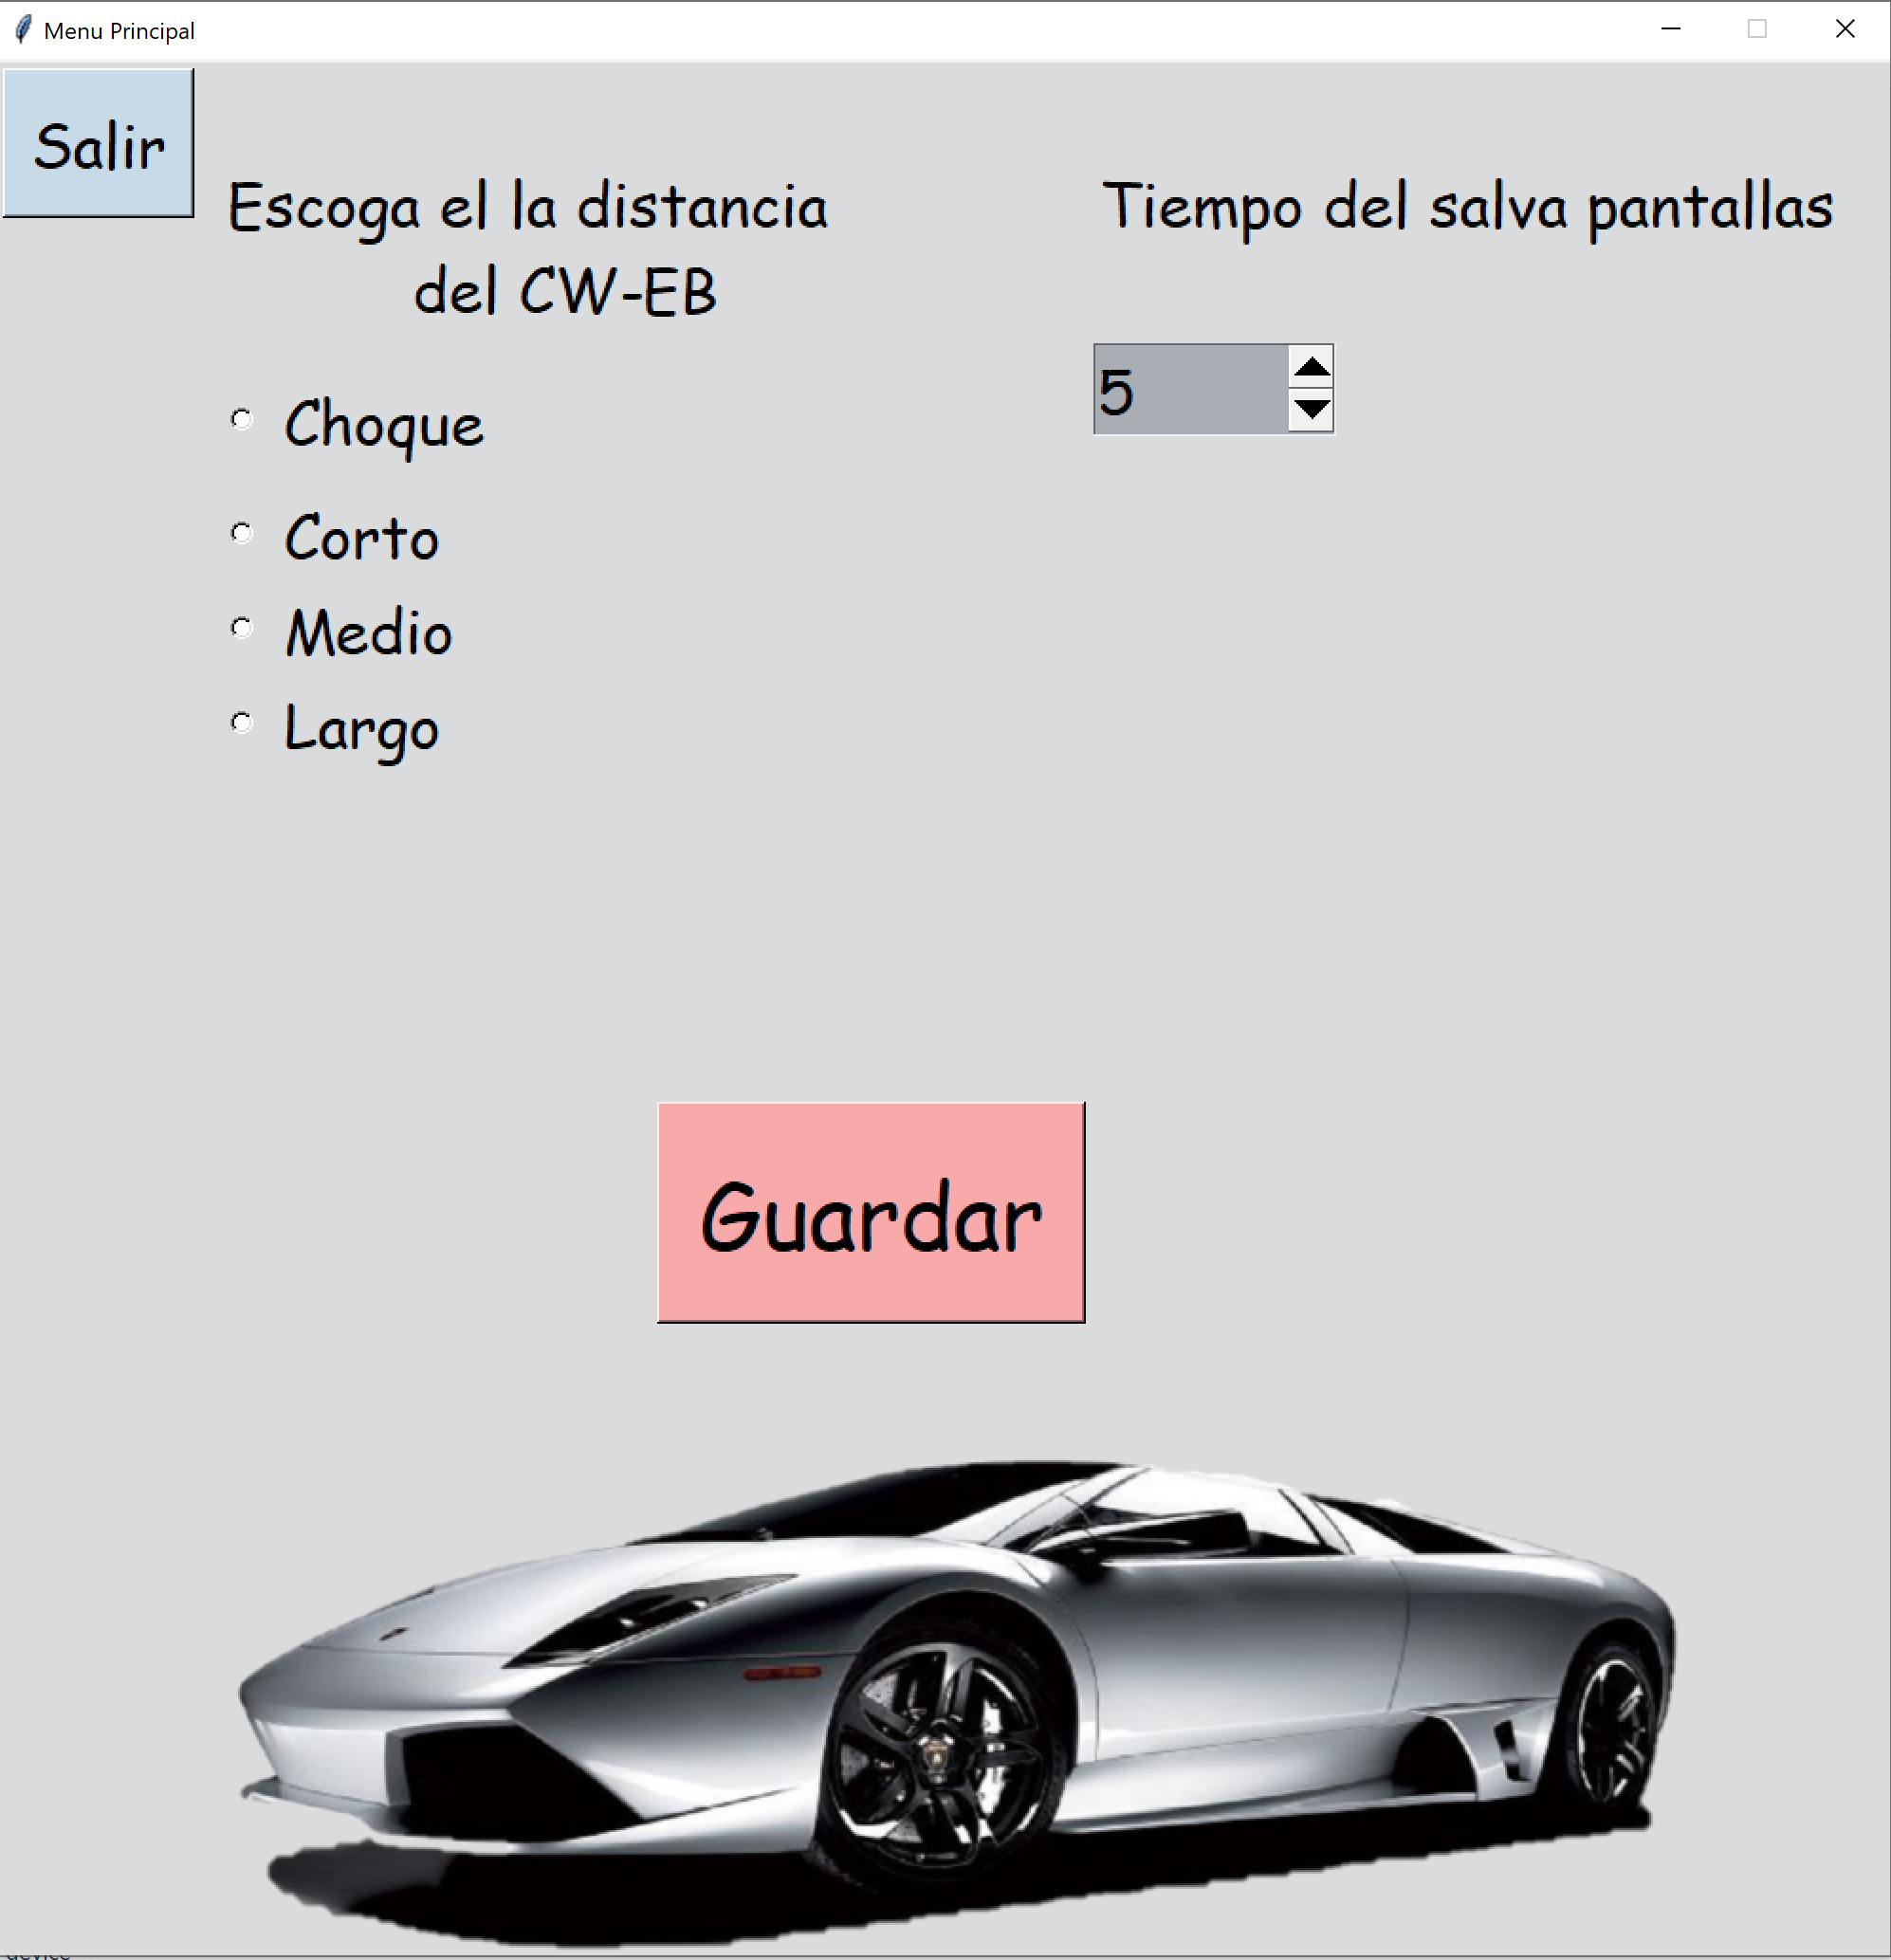 Menu Principal
Salir
Escoga el la distancia
del CW-EB
Tiempo del salva pantallas
5
Choque
Corto
Medio
Largo
Guardar